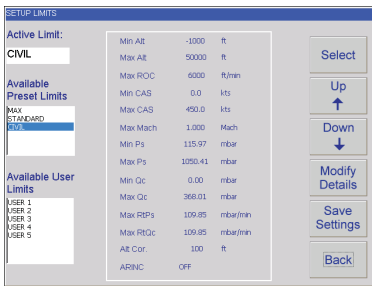 SETUP LIMITS
Active Limit:
CIVIL
Available
Preset Limits
MAX
STANDARD
CIVIL
Available User
Limits
USER 1
USER 2
USER 3
USER 4
USER 5
Min Alt -1000 ft
Max Alt 50000 ft
Max ROC 6000 ft/min
Min CAS 0.0 kts
Max CAS 450.0 kts
Max Mach 1.000 Mach
Min Ps 115.97 mbar
Max Ps 1050.41 mbar
Min Qc 0.00 mbar
Max Qc 368.01 mbar
Max RtPs 109.85 mbar/min
Max RtQc 109.85 mbar/min
Alt Cor. 100 ft
ARINC OFF
Select
Up
Down
Modify
Details
Save
Settings
Back